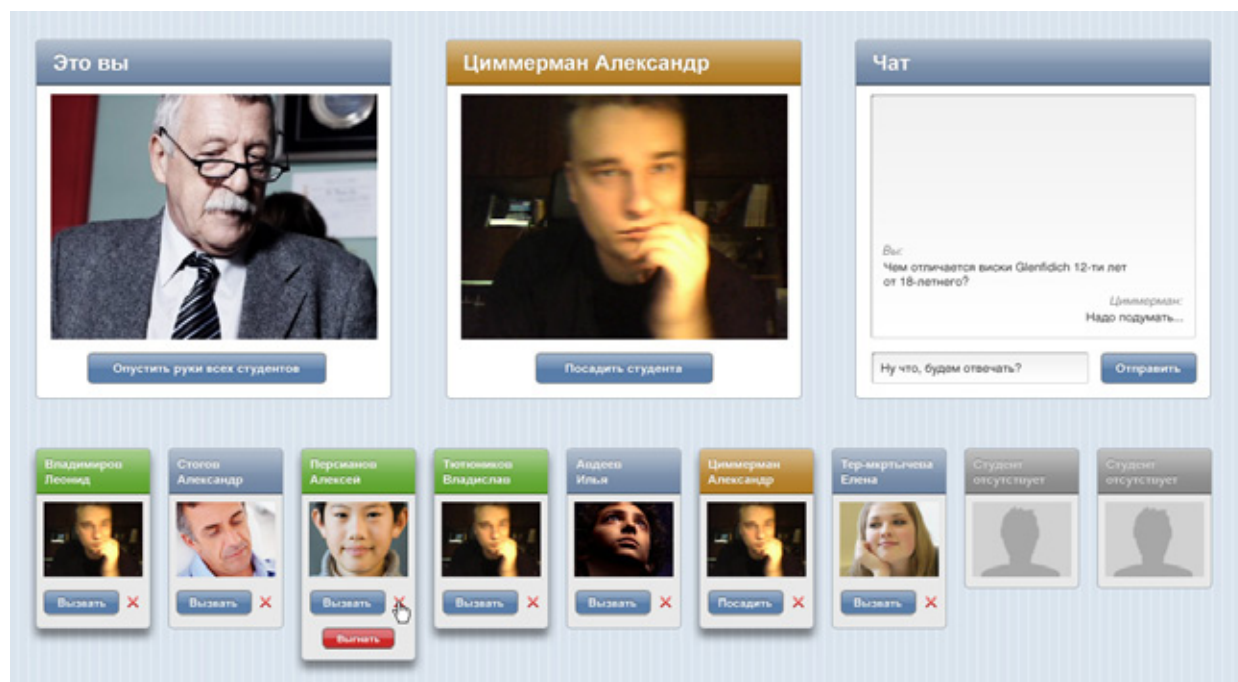 Это вы
Циммерман Александр
Чат
Вы:
Чем отличается виски Glenfidich 12-ти лет
от 18-летнего?
Циммерман:
Надо подумать...
Опустить руки всех студентов
Посадить студента
Ну что, будем отвечать?
Отправить
Владимиров
Леонид
Стогов
Александр
Персианов
Алексей
Тютюников
Владислав
Авдеев
Илья
Циммерман
Александр
Тер-мкртычева
Елена
Студент
отсутствует
Студент
отсутствует
Вызвать
Вызвать
Вызвать
Вызвать
Вызвать
Посадить
Вызвать
Выгнать